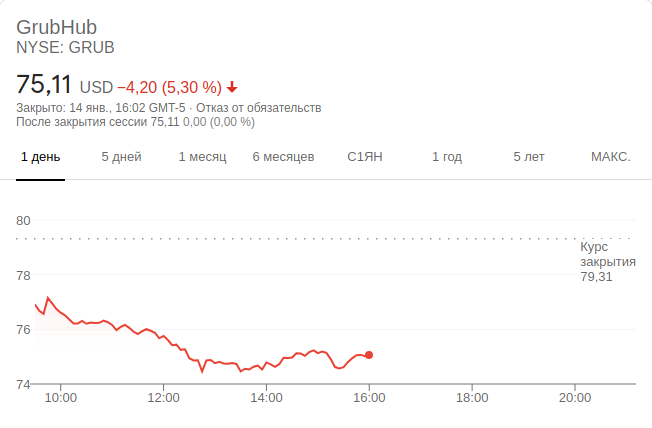 GrubHub
NYSE: GRUB
75,11 USD −4,20 (5,30 %)
Закрыто: 14 янв., 16:02 GMT-5 · Отказ от обязательств
После закрытия сессии 75,11 0,00 (0,00 %)
1 день 5 дней 1 месяц 6 месяцев С1ЯН 1 год 5 лет МАКС.
80
Курс
закрытия
79,31
78
76
74
10:00 12:00 14:00 16:00 18:00 20:00